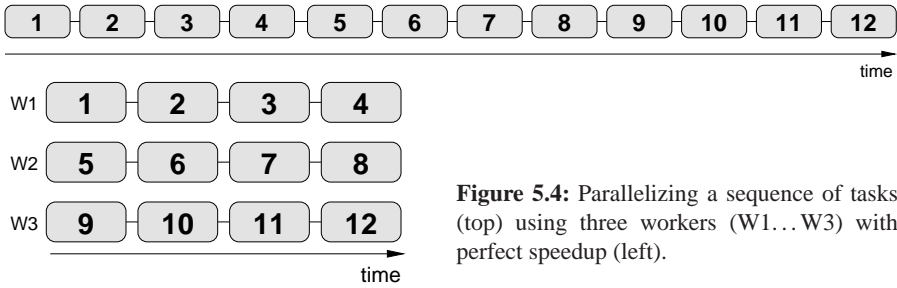 1 2 3 4 5 6 7 8 9 10 11 12
time
W1 1 2 3 4
W2 5 6 7 8
W3 9 10 11 12
time
Figure 5.4: Parallelizing a sequence of tasks
(top) using three workers (W1...W3) with
perfect speedup (left).